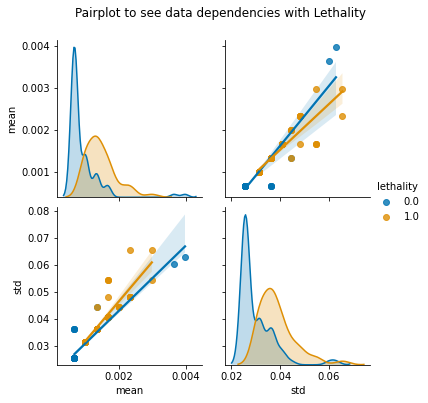 Pairplot to see data dependencies with Lethality
0.004
0.003
0.002
0.001
mean
lethality
0.0
1.0
0.08
0.07
0.06
0.05
0.04
0.03
std
0.002 0.004
mean
0.02 0.04 0.06
std